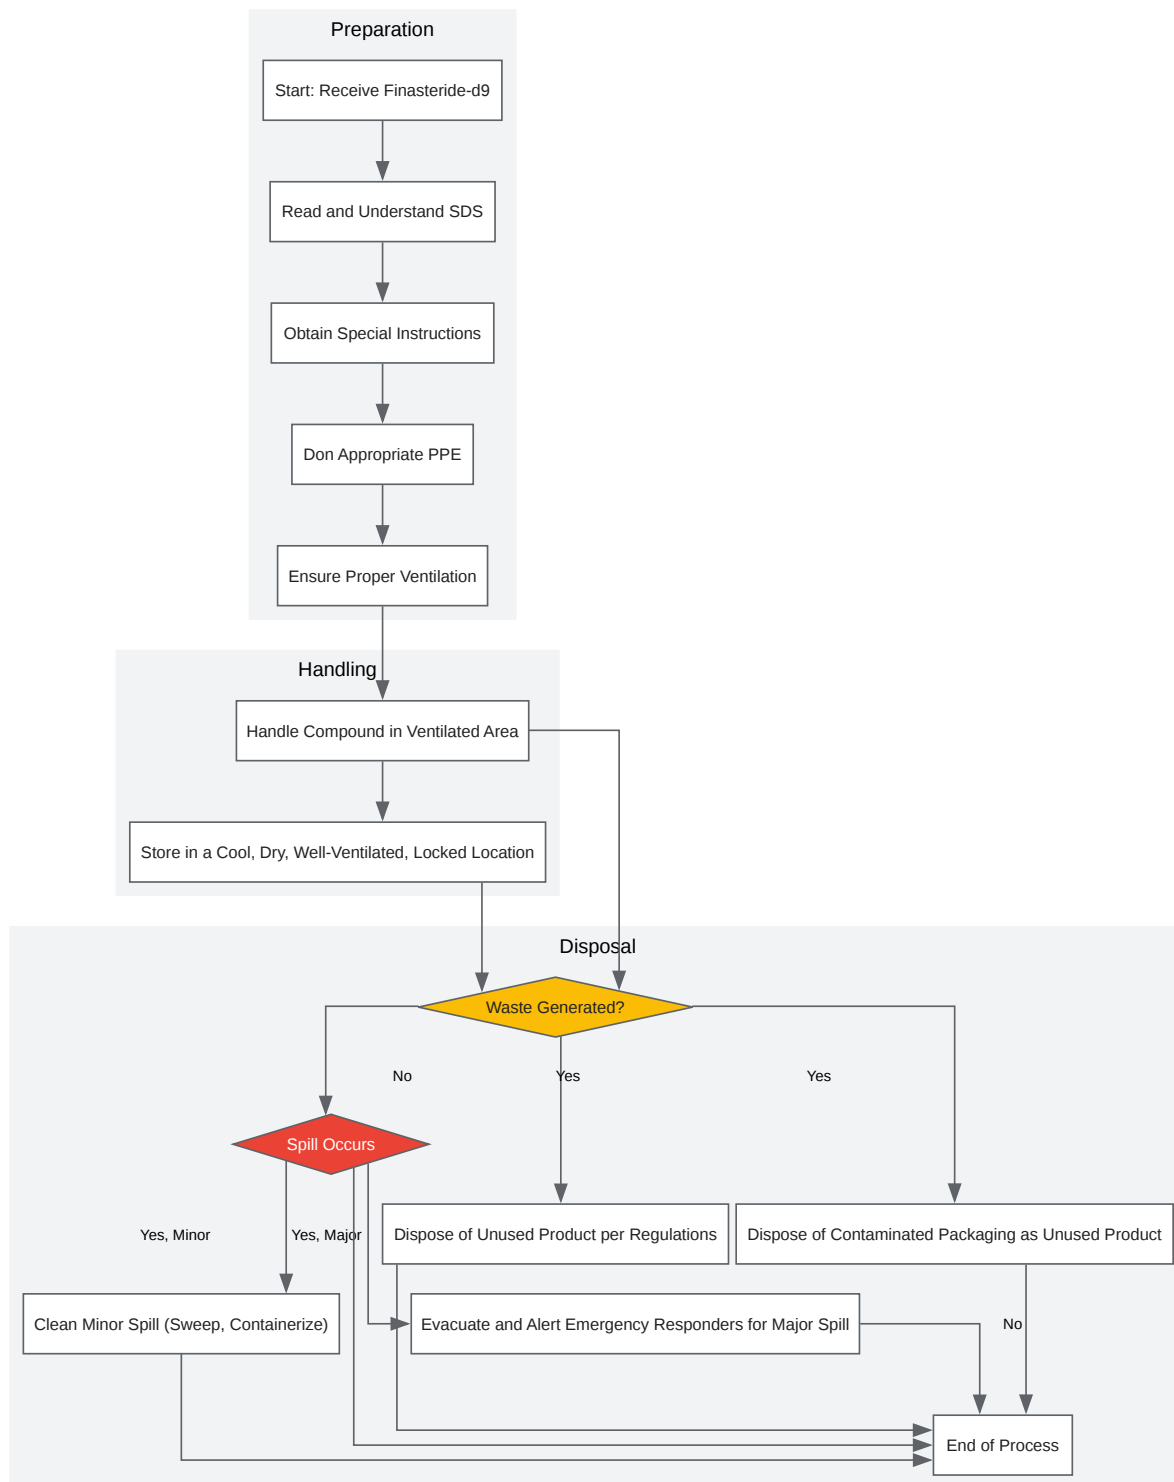 Preparation
Start: Receive Finasteride-d9
Read and Understand SDS
Obtain Special Instructions
Don Appropriate PPE
Ensure Proper Ventilation
Handling
Handle Compound in Ventilated Area
Store in a Cool, Dry, Well-Ventilated, Locked Location
Disposal
Waste Generated?
No
Yes
Yes
Spill Occurs
Yes, Minor
Yes, Major
Dispose of Unused Product per Regulations
Dispose of Contaminated Packaging as Unused Product
Clean Minor Spill (Sweep, Containerize)
Evacuate and Alert Emergency Responders for Major Spill
No
End of Process